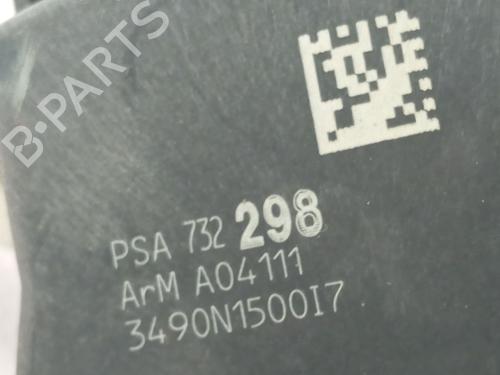 B-PARTS
PSA 732 298
ArM A04111
3490N1500I7